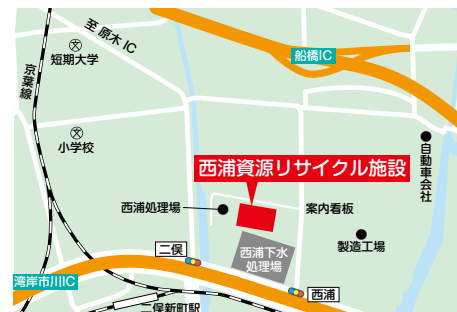 至 原木 IC
船橋IC
短期大学
京葉線
小学校
自動車会社
西浦資源リサイクル施設
西浦処理場
案内看板
製造工場
西浦下水
処理場
二俣
湾岸市川IC
西浦
二俣新町駅